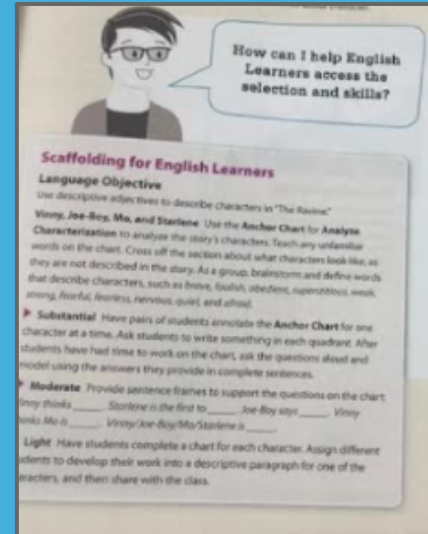 How can I help English
Learners access the
selection and skills?
Scaffolding for English Learners
Language Objective
Use descriptive adjectives to describe characters in "The Ravine."
Vinny, Joe-Boy, Mo, and Starlene Use the Anchor Chart for Analyze
Characterization to analyze the story's characters. Teach any unfamiliar
words on the chart. Cross off the section about what characters look like, as
they are not described in the story. As a group, brainstorm and define words
that describe characters, such as brave, foolish, obedient, superstitious, weak,
strong, fearful, fearless, nervous, quiet, and afraid.
Substantial Have pairs of students annotate the Anchor Chart for one
character at a time. Ask students to write something in each quadrant. After
students have had time to work on the chart, ask the questions aloud and
model using the answers they provide in complete sentences.
Moderate Provide sentence frames to support the questions on the chart:
Vinny thinks _____. Starlene is the first to _____. Joe-Boy says _____. Vinny
thinks Mo is _____. Vinny/Joe-Boy/Mo/Starlene is _____.
Light Have students complete a chart for each character. Assign different
students to develop their work into a descriptive paragraph for one of the
characters, and then share with the class.